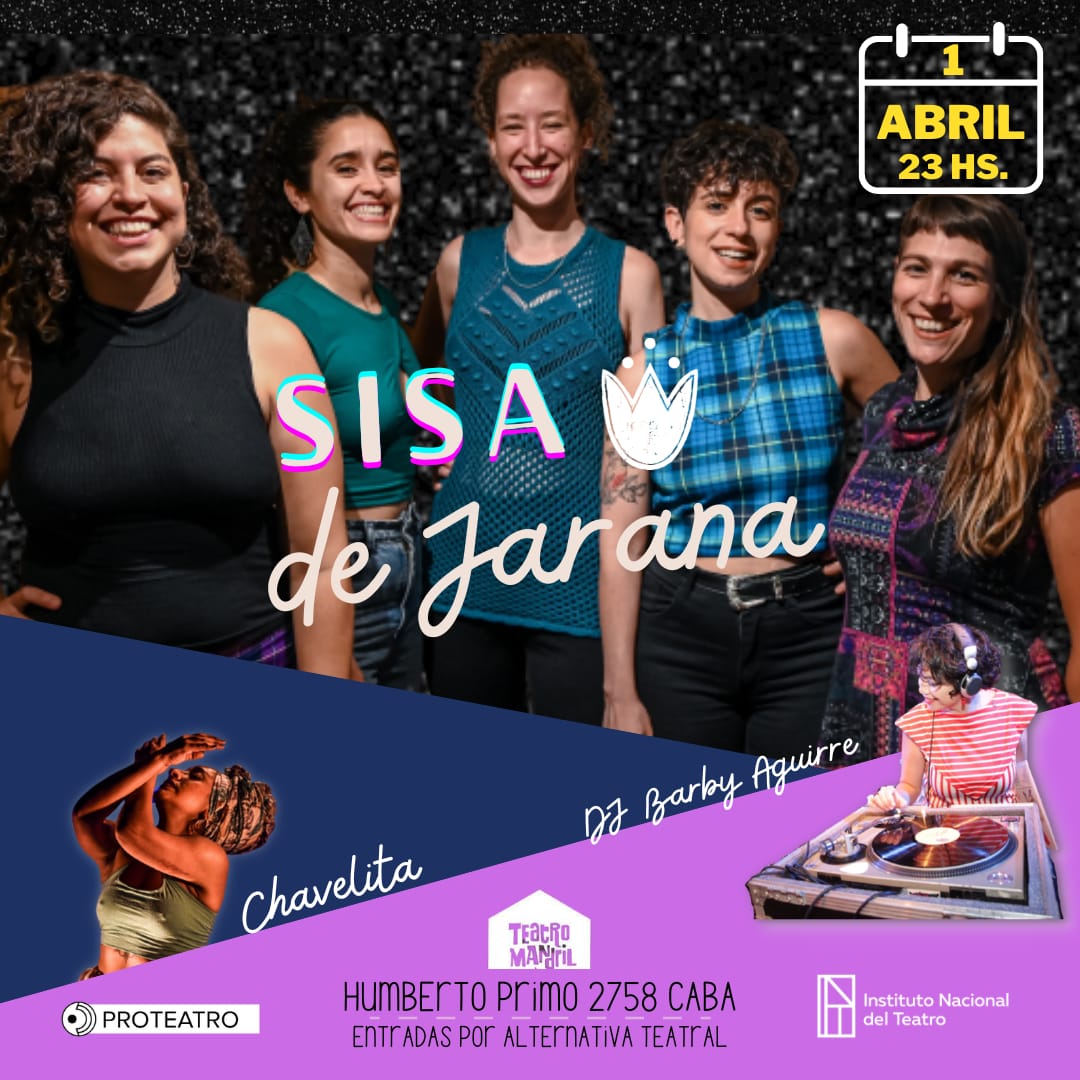 1
ABRIL
23 HS.
SISA
de Jarana
DJ Barby Aguirre
Chavelita
TEATRO
MANDRIL
HUMBERTO PRIMO 2758 CABA
ENTRADAS POR ALTERNATIVA TEATRAL
PROTEATRO
Instituto Nacional
del Teatro